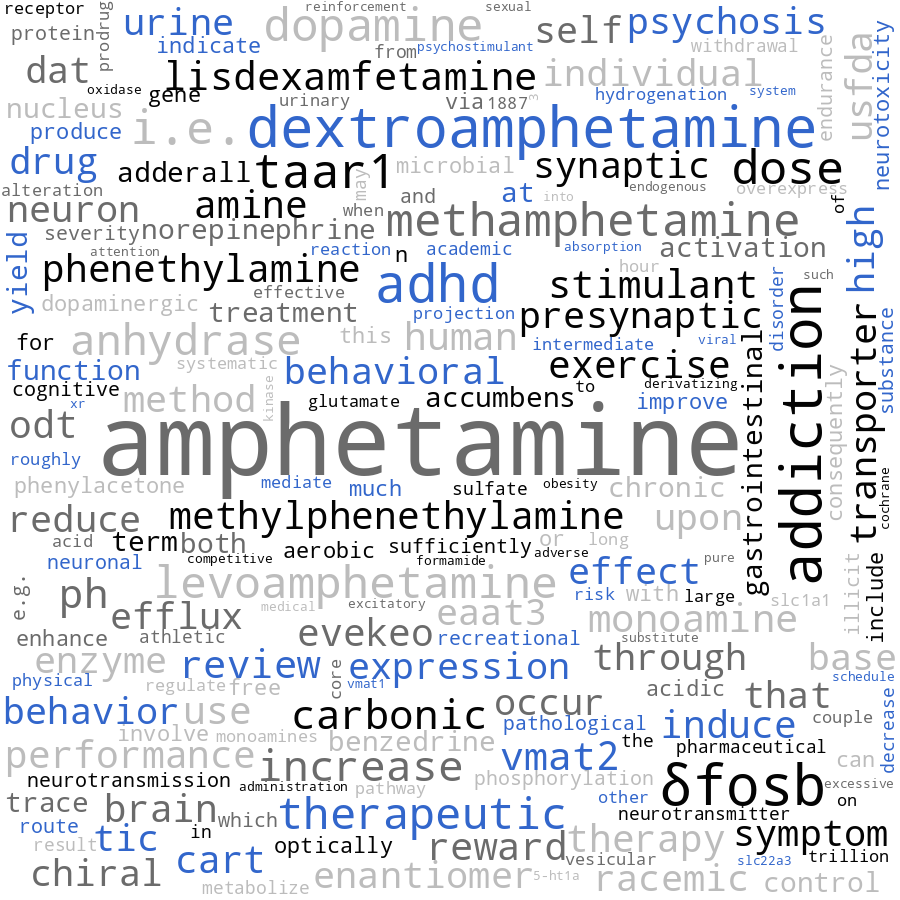 receptor
reinforcement
sexual
protein
prodrug
urine
dopamine
self
psychosis
indicate
from
psychostimulant
withdrawal
endurance
usfda
neurotoxicity
dat
oxidase
gene
lisdexamfetamine
individual
nucleus
urinary
via
1887
3
hydrogenation
system
produce
i.e.
dextroamphetamine
drug
adderall
taar1
microbial
synaptic
dose
alteration
amine
may
and
at
into
endogenous
overexpress
of
neuron
when
methamphetamine
high
severity
norepinephrine
attention
reaction
n
academic
absorption
activation
yield
phenethylamine
effective
adhd
hour
stimulant
disorder
such
dopaminergic
treatment
projection
presynaptic
substance
for
anhydrase
this
human
intermediate
viral
addiction
transporter
function
systematic
behavioral
exercise
gastrointestinal
consequently
cognitive
xr
method
kinase
glutamate
accumbens
to
derivatizing.
improve
odt
amphetamine
roughly
cochrane
phenylacetone
mediate
much
sulfate
obesity
chronic
reduce
methylphenethylamine
upon
acid
term
both
aerobic
sufficiently
or
long
neuronal
competitive
formamide
adverse
pure
e.g.
ph
levoamphetamine
effect
risk
with
large
slc1a1
illicit
include
efflux
medical
excitatory
eaat3
monoamine
enhance
athletic
evekeo
recreational
substitute
enzyme
review
core
expression
through
base
physical
regulate
free
vmat1
acidic
that
schedule
behavior
use
carbonic
occur
pathological
induce
couple
decrease
involve
monoamines
benzedrine
the
pharmaceutical
performance
increase
vmat2
can
neurotransmission
administration
pathway
phosphorylation
δfosb
excessive
trace
brain
which
therapeutic
other
on
neurotransmitter
route
tic
in
result
cart
optically
reward
therapy
symptom
vesicular
slc22a3
trillion
chiral
metabolize
enantiomer
5-ht1a
racemic
control